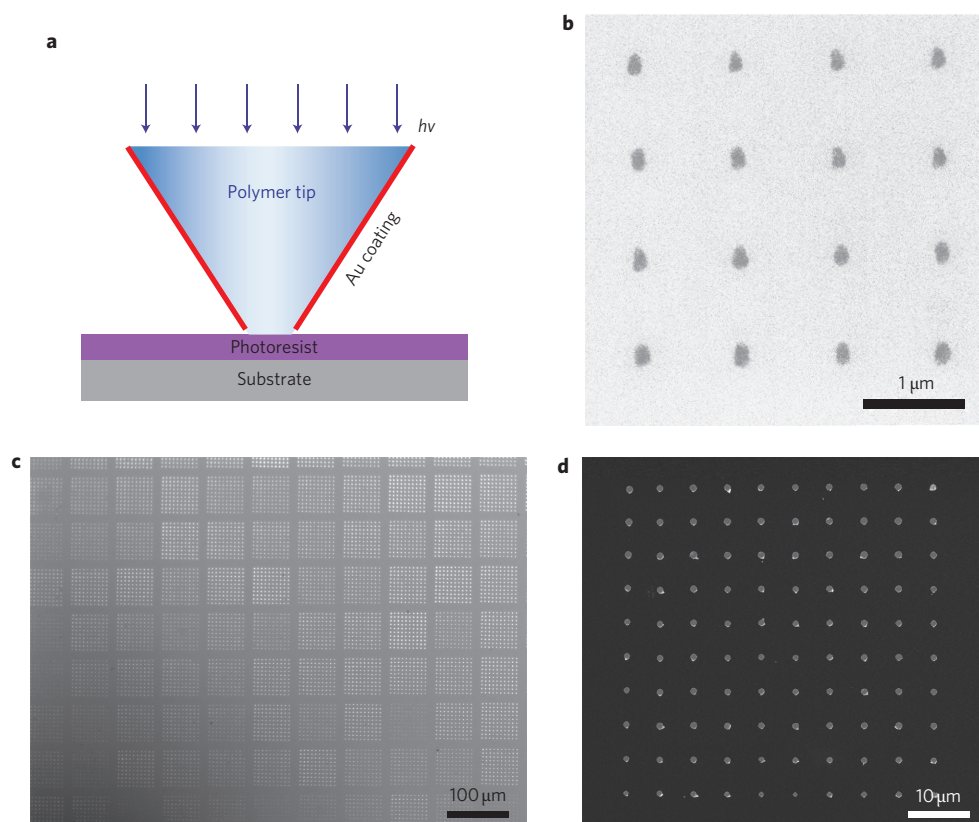 a
hv
Polymer tip
Au coating
Photoresist
Substrate
b
1 μm
c
100 μm
d
10 μm